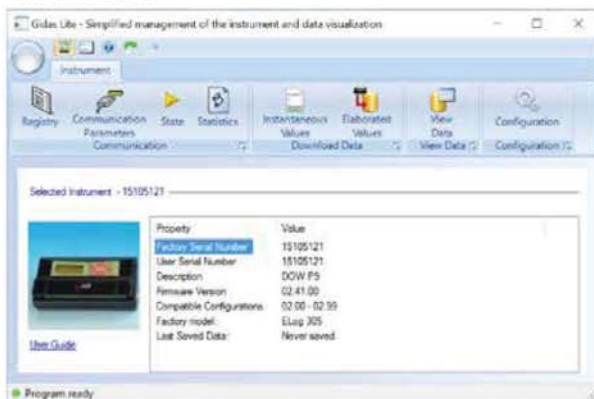 Gidas Lite - Simplified management of the instrument and data visualization
Instrument
Registry
Communication Parameters
State
Statistics
Instantaneous Values
Elaborated Values
View Data
Configuration
Communication
Download Data
View Data
Configuration
Selected Instrument - 15105121
Property Value
Factory Serial Number 15105121
User Serial Number 15105121
Description DOW P9
Firmware Version 02.41.00
Compatible Configurations 02.00 - 02.99
Factory model: ELog 305
Last Saved Data: Never saved
User Guide
Program ready